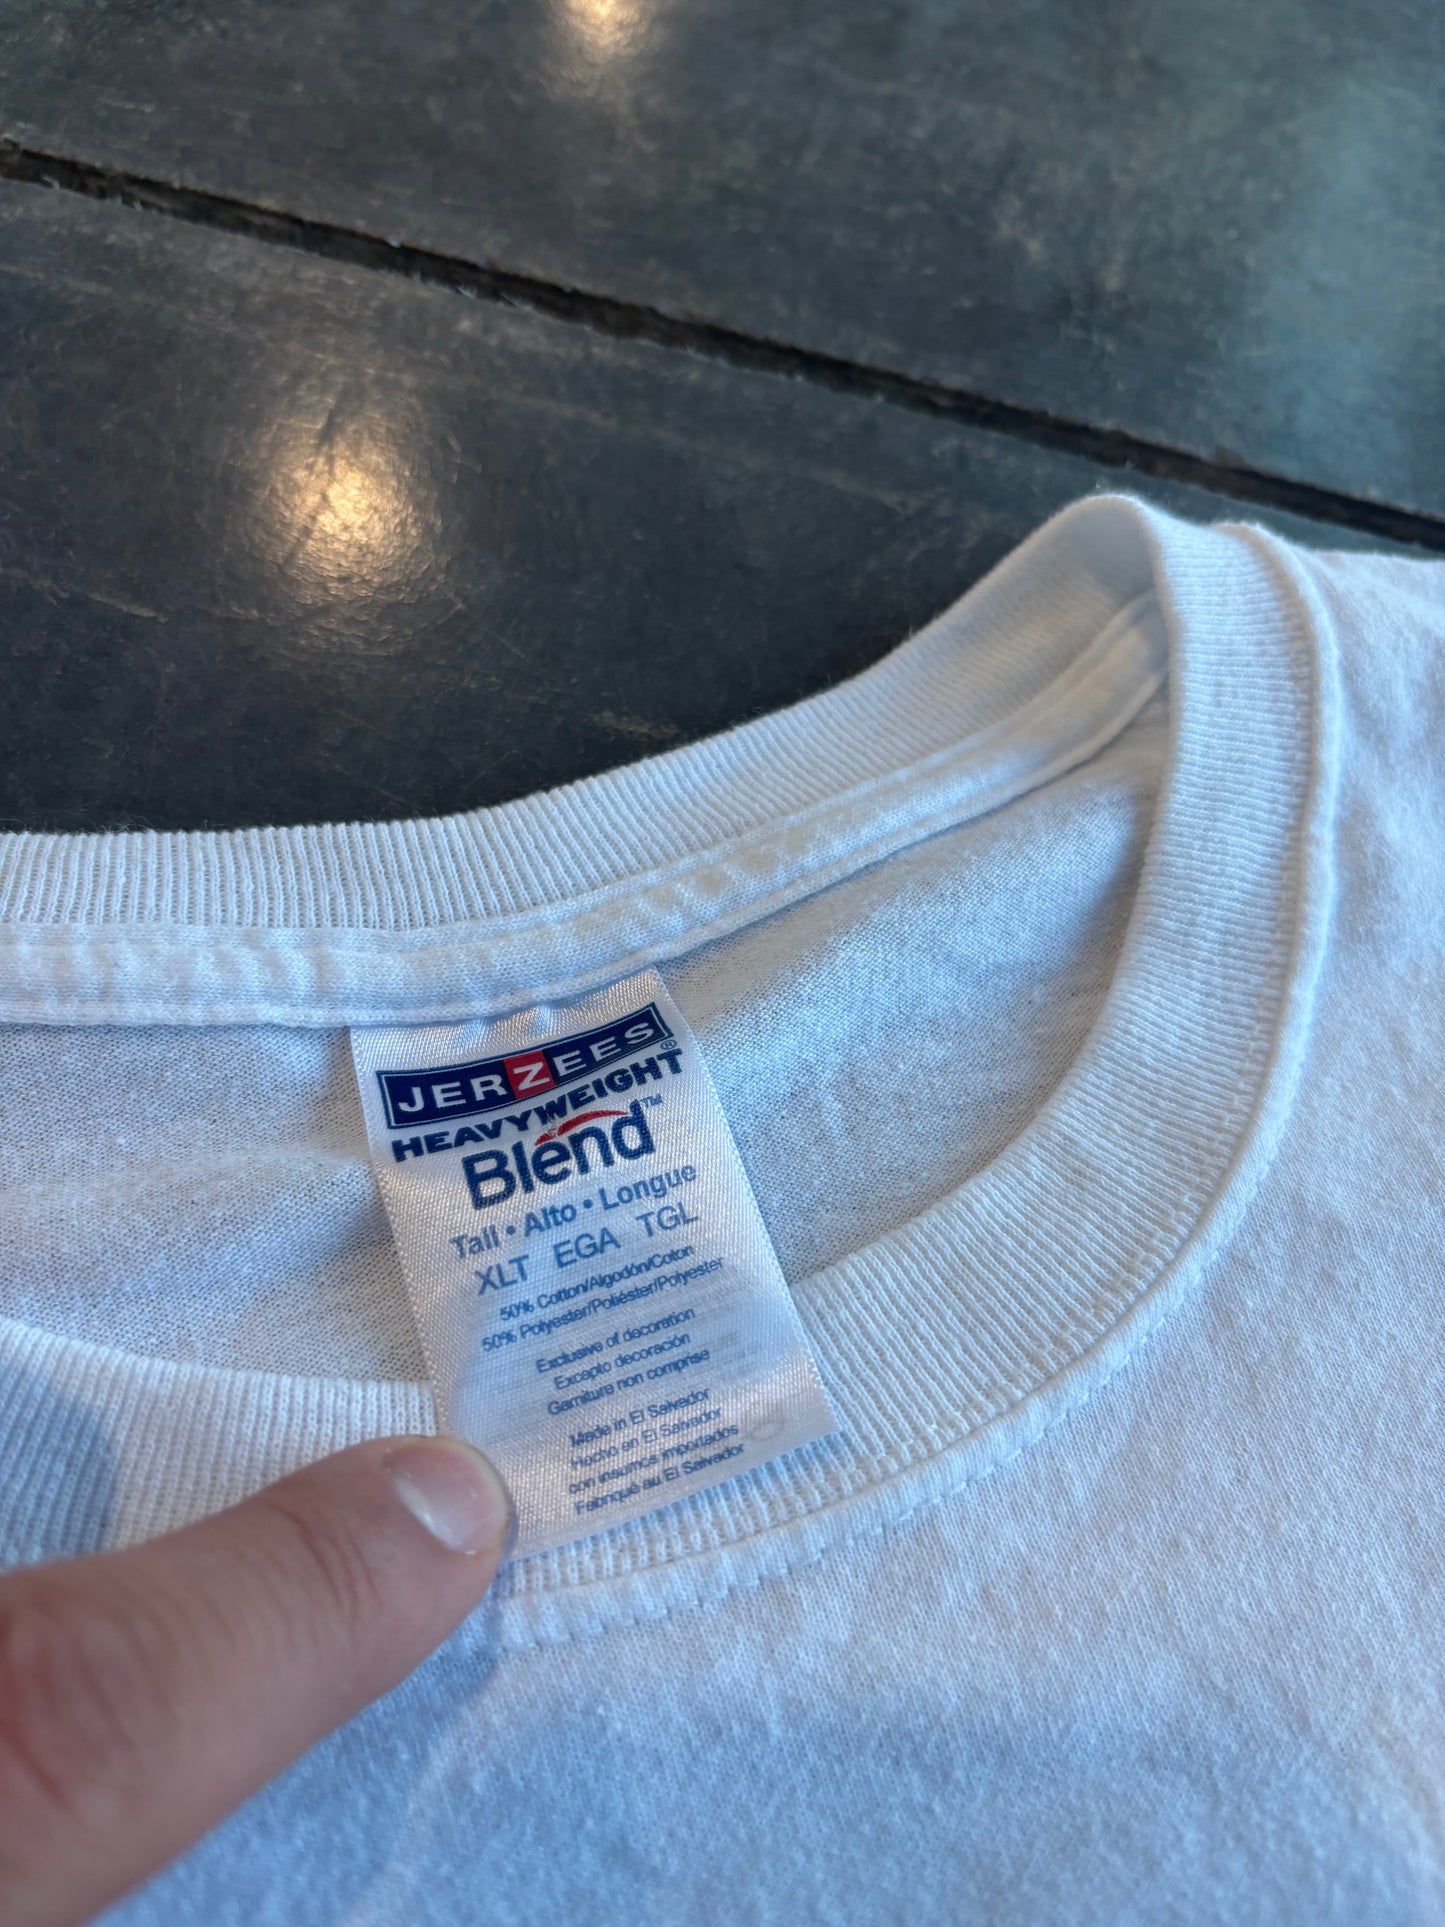 JERZEES®
HEAVYWEIGHT
Blend™
Tall • Alto • Longue
XLT EGA TGL
50% Cotton/Algodón/Coton
50% Polyester/Poliéster/Polyester
Exclusive of decoration
Excepto decoración
Garniture non comprise
Made in El Salvador
Hecho en El Salvador
con insumos importados
Fabriqué au El Salvador